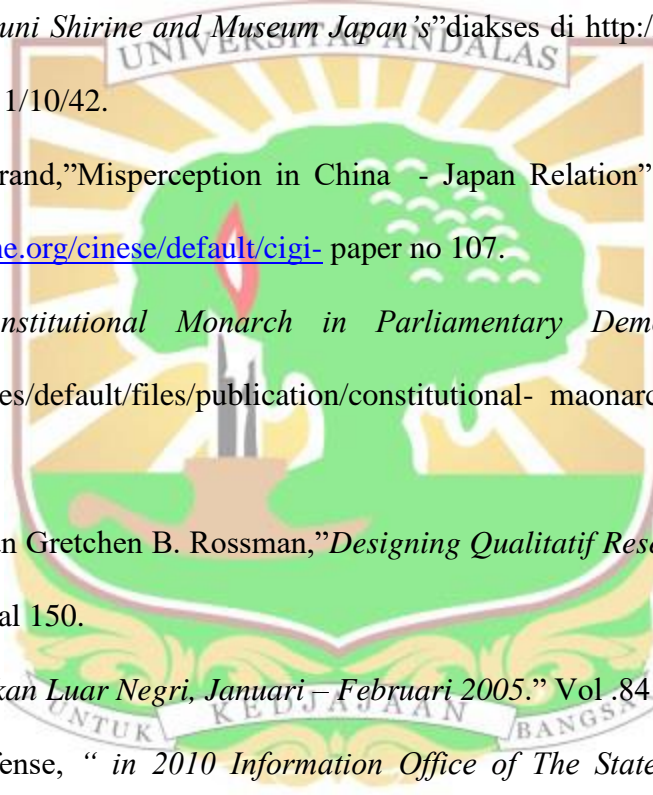 uni Shirine and Museum Japan's"diakses di http:/
UNIVERSITAS ANDALAS
1/10/42.
rand,"Misperception in China - Japan Relation"
ne.org/cinese/default/cigi- paper no 107.
nstitutional Monarch in Parliamentary Dem
es/default/files/publication/constitutional- maonarc
n Gretchen B. Rossman,"Designing Qualitatif Rese
al 150.
kan Luar Negri, Januari – Februari 2005." Vol .84
UNTUK KEDJAJAAN BANGSA
fense, " in 2010 Information Office of The State